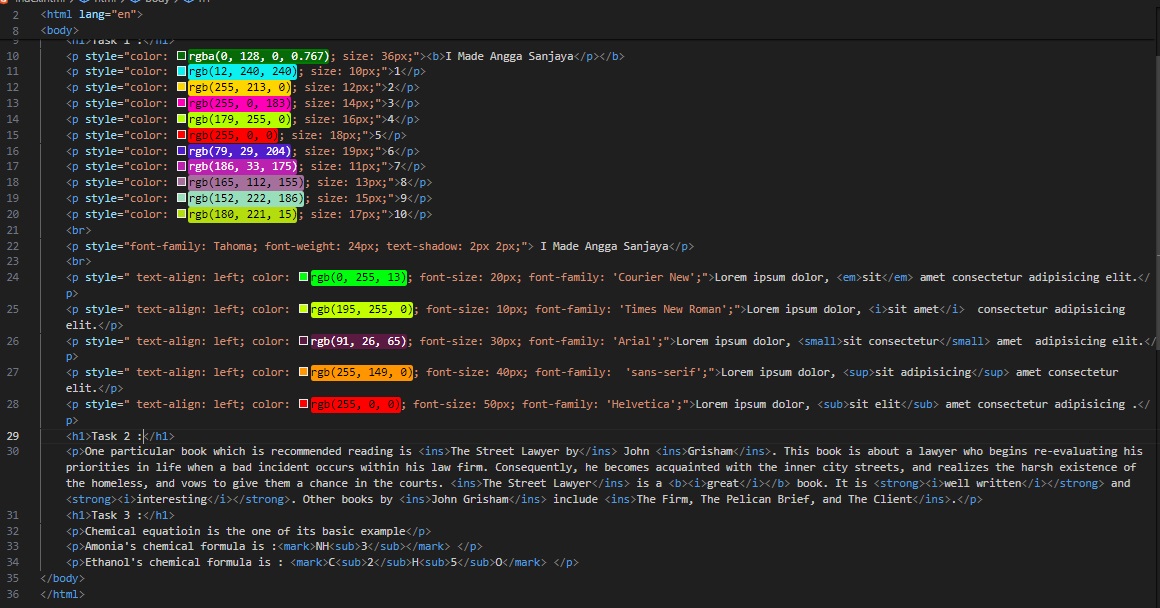 2 <html lang="en">
8 <body>
9 <h1>Task 1 :</h1>
10 <p style="color: rgba(0, 128, 0, 0.767); size: 36px;"><b>I Made Angga Sanjaya</p></b>
11 <p style="color: rgb(12, 240, 240); size: 10px;">1</p>
12 <p style="color: rgb(255, 213, 0); size: 12px;">2</p>
13 <p style="color: rgb(255, 0, 183); size: 14px;">3</p>
14 <p style="color: rgb(179, 255, 0); size: 16px;">4</p>
15 <p style="color: rgb(255, 0, 0); size: 18px;">5</p>
16 <p style="color: rgb(79, 29, 204); size: 19px;">6</p>
17 <p style="color: rgb(186, 33, 175); size: 11px;">7</p>
18 <p style="color: rgb(165, 112, 155); size: 13px;">8</p>
19 <p style="color: rgb(152, 222, 186); size: 15px;">9</p>
20 <p style="color: rgb(180, 221, 15); size: 17px;">10</p>
21 <br>
22 <p style="font-family: Tahoma; font-weight: 24px; text-shadow: 2px 2px;"> I Made Angga Sanjaya</p>
23 <br>
24 <p style=" text-align: left; color: rgb(0, 255, 13); font-size: 20px; font-family: 'Courier New';">Lorem ipsum dolor, <em>sit</em> amet consectetur adipisicing elit.</
p>
25 <p style=" text-align: left; color: rgb(195, 255, 0); font-size: 10px; font-family: 'Times New Roman';">Lorem ipsum dolor, <i>sit amet</i>  consectetur adipisicing
elit.</p>
26 <p style=" text-align: left; color: rgb(91, 26, 65); font-size: 30px; font-family: 'Arial';">Lorem ipsum dolor, <small>sit consectetur</small> amet  adipisicing elit.</
p>
27 <p style=" text-align: left; color: rgb(255, 149, 0); font-size: 40px; font-family:  'sans-serif';">Lorem ipsum dolor, <sup>sit adipisicing</sup> amet consectetur
elit.</p>
28 <p style=" text-align: left; color: rgb(255, 0, 0); font-size: 50px; font-family: 'Helvetica';">Lorem ipsum dolor, <sub>sit elit</sub> amet consectetur adipisicing .</
p>
29 <h1>Task 2 :</h1>
30 <p>One particular book which is recommended reading is <ins>The Street Lawyer by</ins> John <ins>Grisham</ins>. This book is about a lawyer who begins re-evaluating his
priorities in life when a bad incident occurs within his law firm. Consequently, he becomes acquainted with the inner city streets, and realizes the harsh existence of
the homeless, and vows to give them a chance in the courts. <ins>The Street Lawyer</ins> is a <b><i>great</i></b> book. It is <strong><i>well written</i></strong> and
<strong><i>interesting</i></strong>. Other books by <ins>John Grisham</ins> include <ins>The Firm, The Pelican Brief, and The Client</ins>.</p>
31 <h1>Task 3 :</h1>
32 <p>Chemical equatioin is the one of its basic example</p>
33 <p>Amonia's chemical formula is :<mark>NH<sub>3</sub></mark> </p>
34 <p>Ethanol's chemical formula is : <mark>C<sub>2</sub>H<sub>5</sub>O</mark> </p>
35 </body>
36 </html>